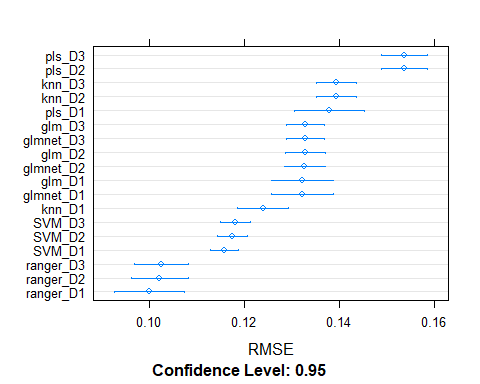 pls_D3
pls_D2
knn_D3
knn_D2
pls_D1
glm_D3
glmnet_D3
glm_D2
glmnet_D2
glm_D1
glmnet_D1
knn_D1
SVM_D3
SVM_D2
SVM_D1
ranger_D3
ranger_D2
ranger_D1
0.10 0.12 0.14 0.16
RMSE
Confidence Level: 0.95